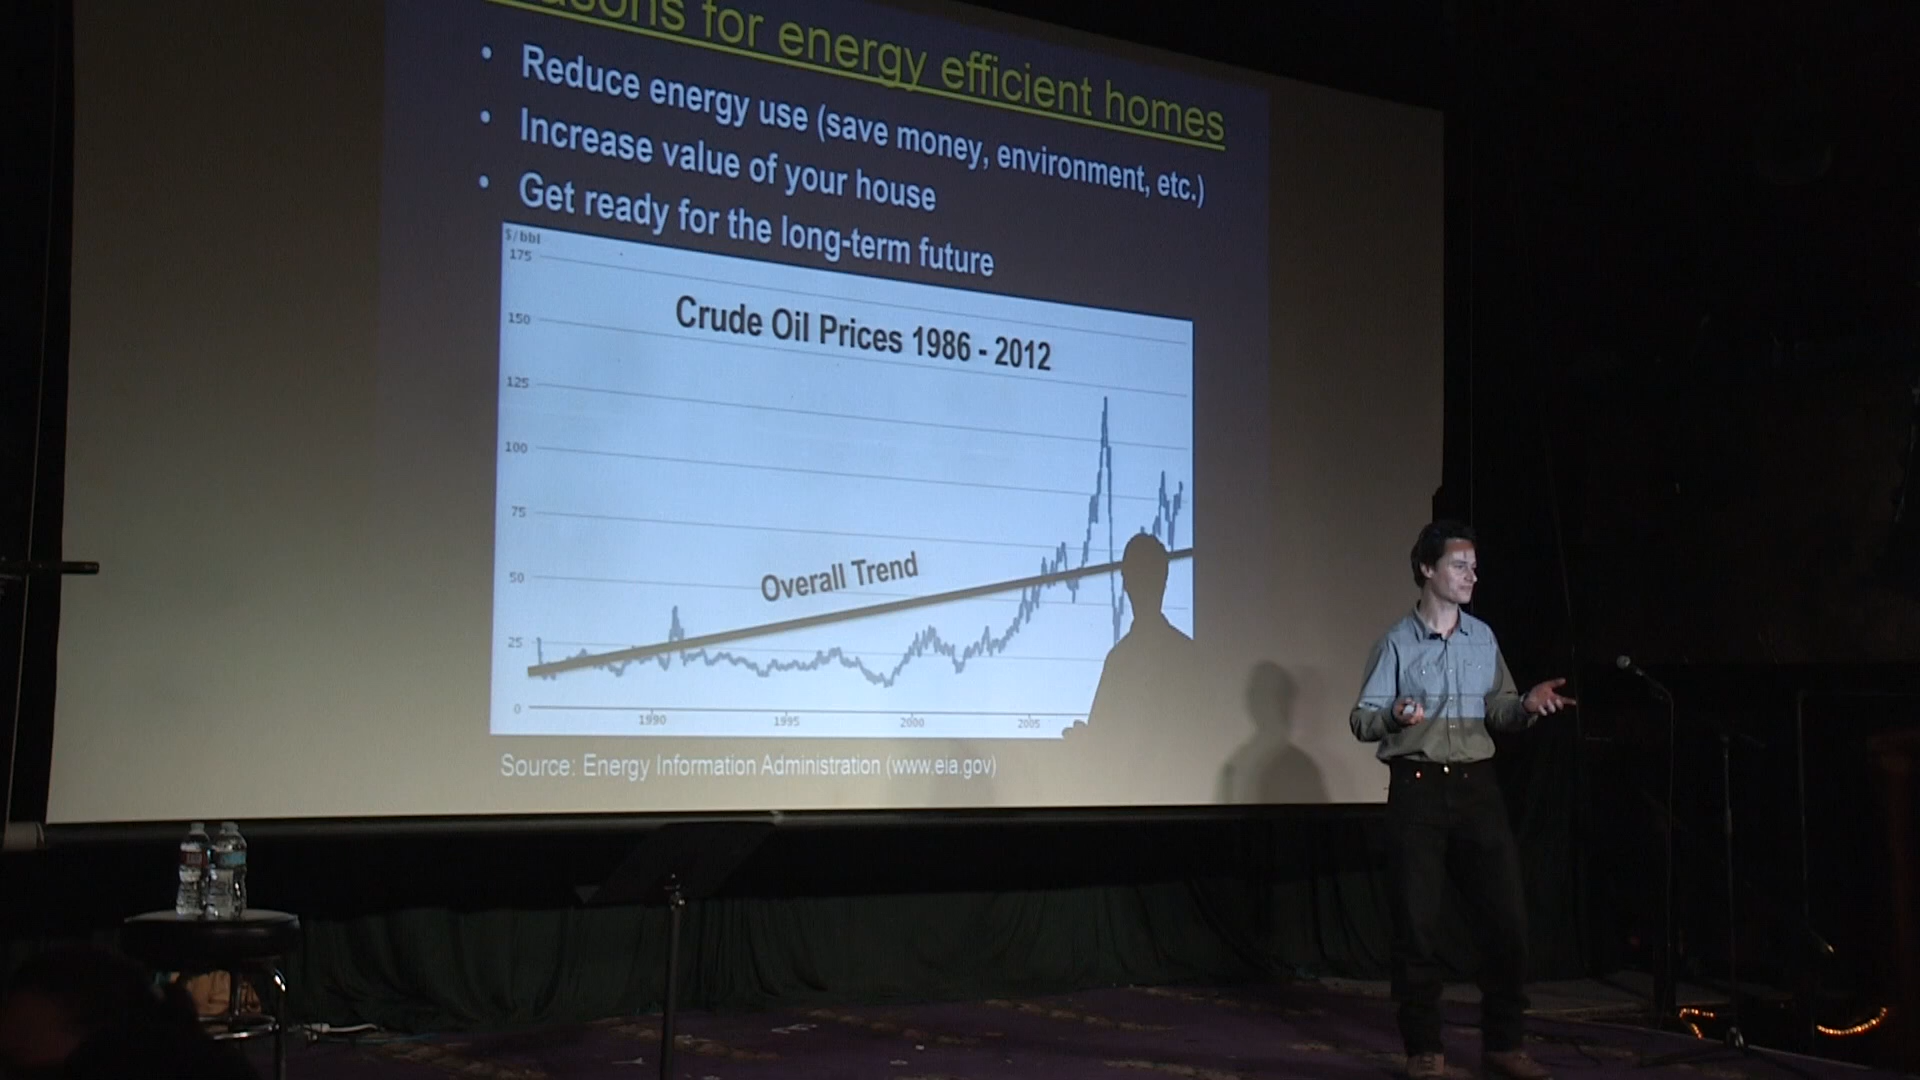 for energy efficient homes
• Reduce energy use (save money, environment, etc.)
• Increase value of your house
• Get ready for the long-term future
$/bbl
175
Crude Oil Prices 1986 - 2012
150
125
100
75
Overall Trend
50
25
0
1990 1995 2000 2005
Source: Energy Information Administration (www.eia.gov)